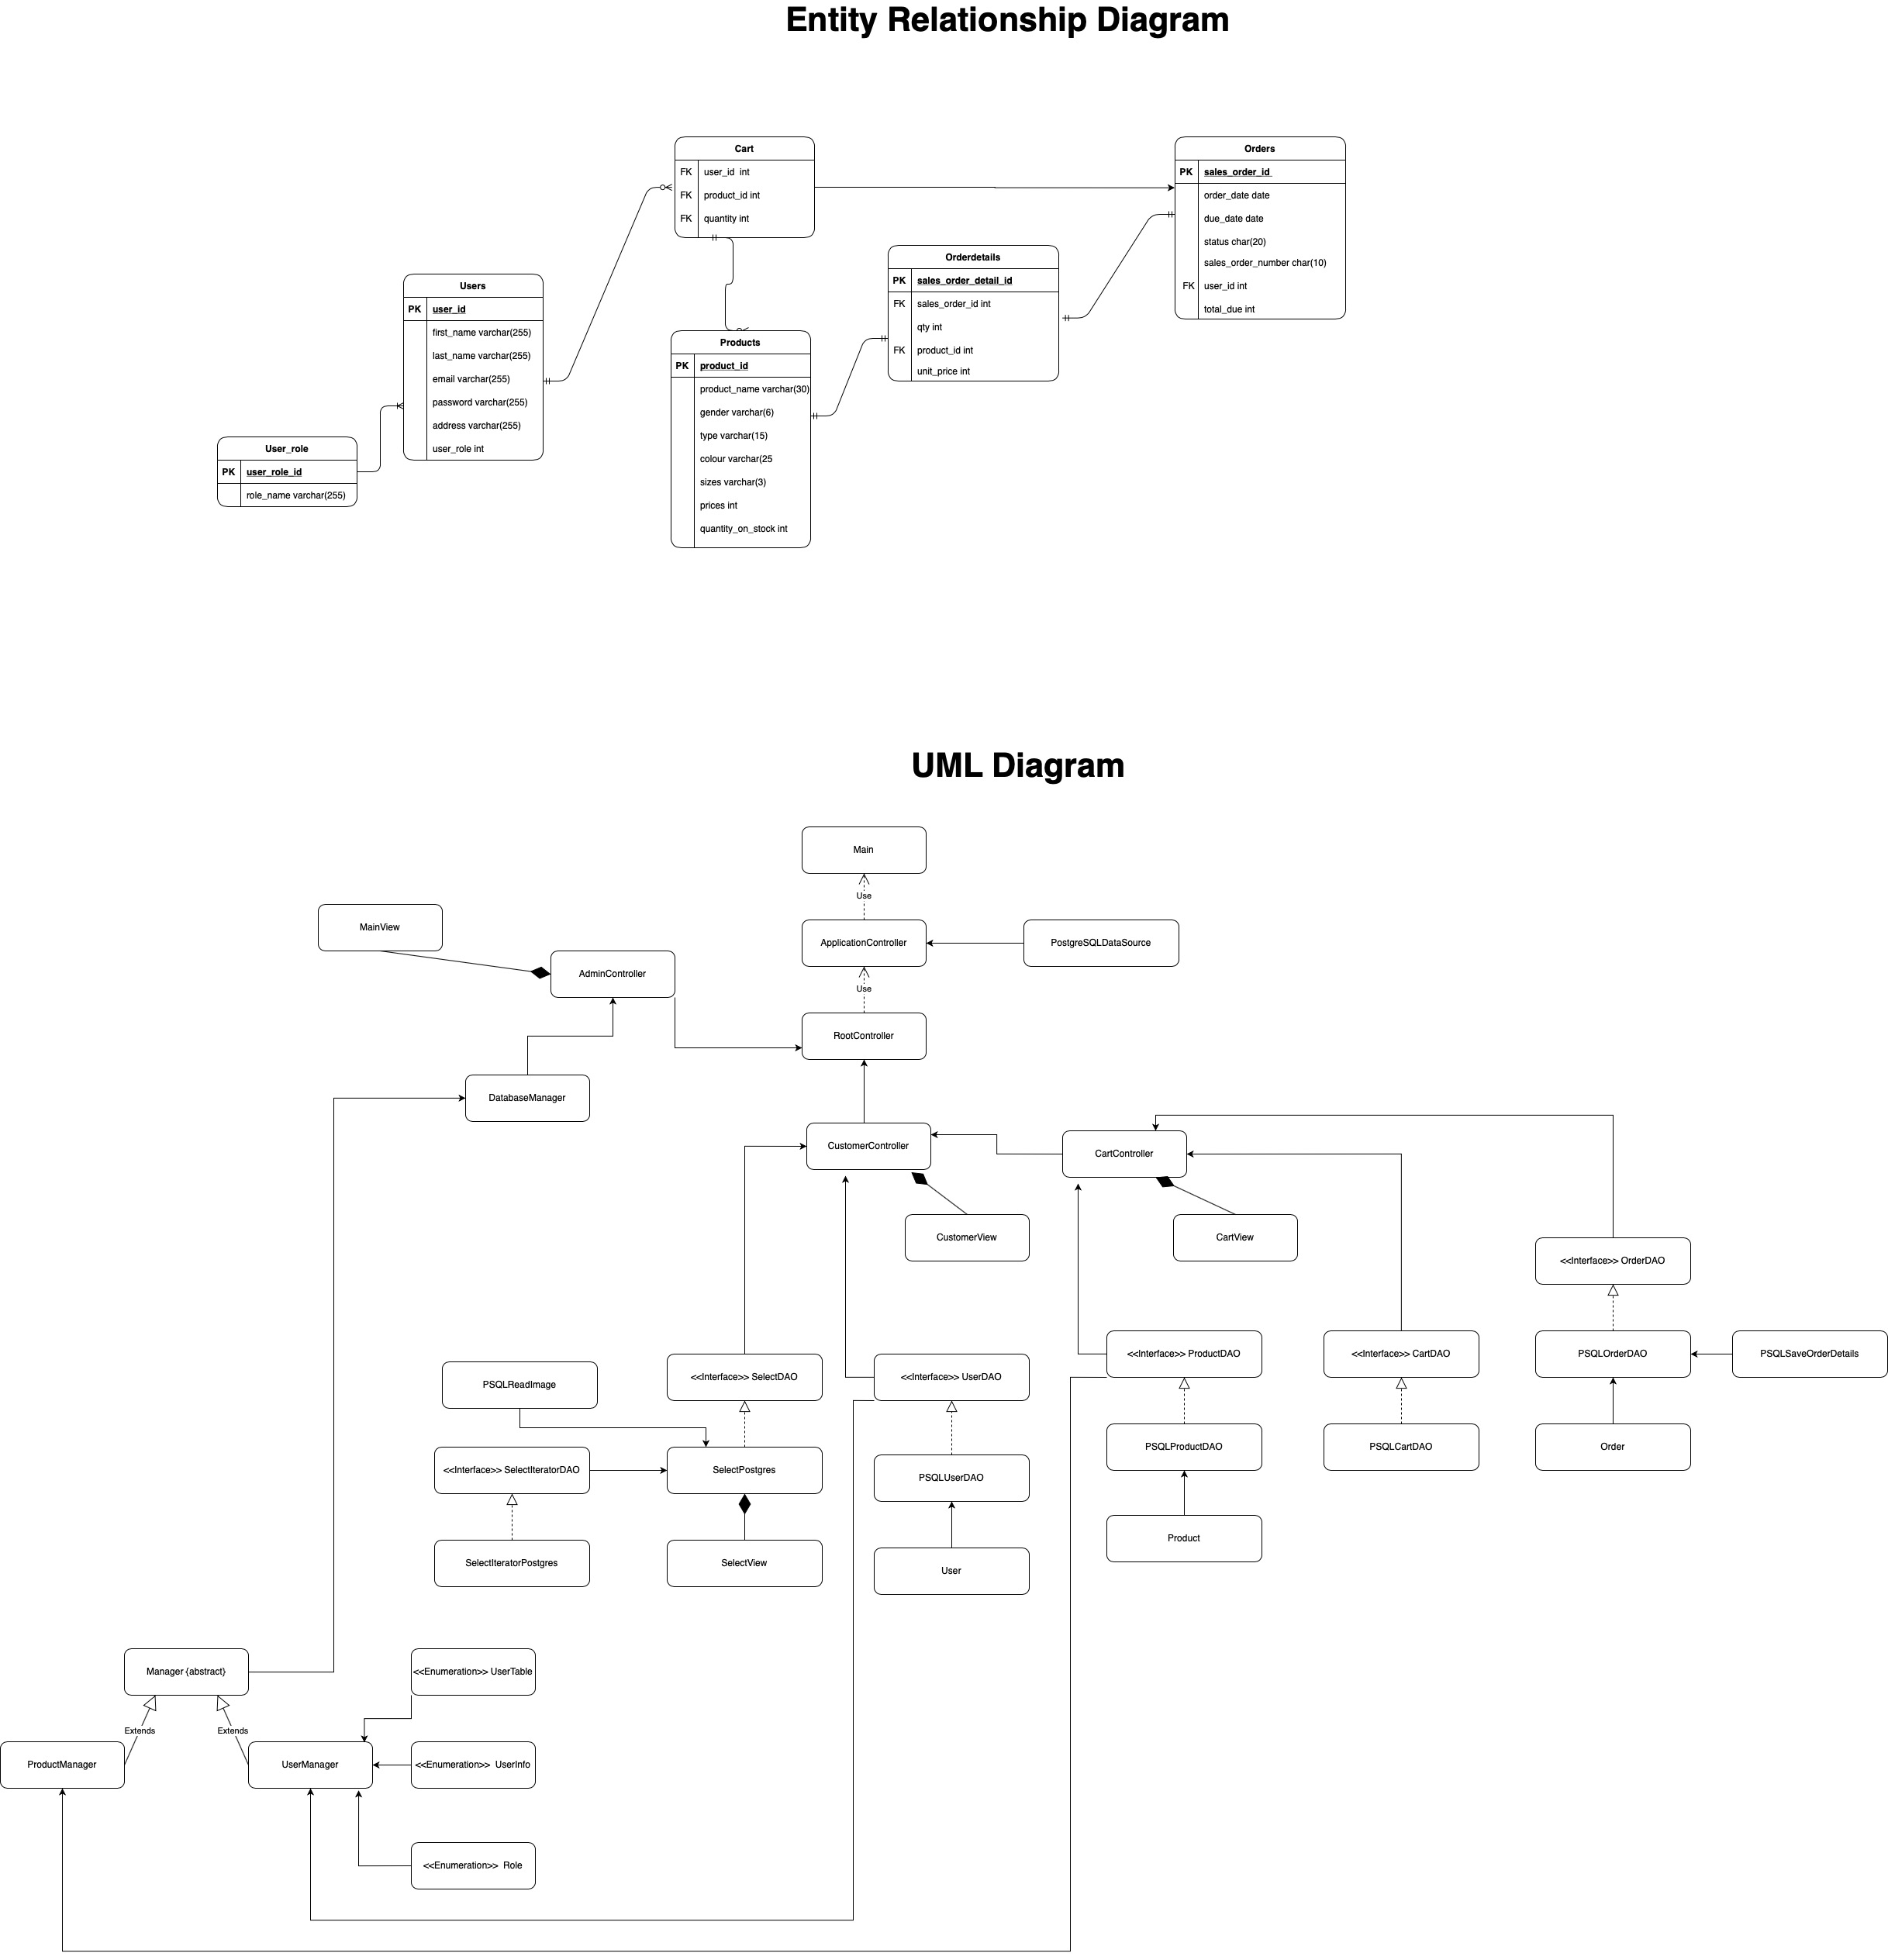 Entity Relationship Diagram
Cart
FK user_id  int
FK product_id int
FK quantity int
Orders
PK sales_order_id
order_date date
due_date date
status char(20)
sales_order_number char(10)
FK user_id int
total_due int
Orderdetails
PK sales_order_detail_id
FK sales_order_id int
qty int
FK product_id int
unit_price int
Users
PK user_id
first_name varchar(255)
last_name varchar(255)
email varchar(255)
password varchar(255)
address varchar(255)
user_role int
Products
PK product_id
product_name varchar(30)
gender varchar(6)
type varchar(15)
colour varchar(25
sizes varchar(3)
prices int
quantity_on_stock int
User_role
PK user_role_id
role_name varchar(255)
UML Diagram
Main
Use
MainView
ApplicationController
PostgreSQLDataSource
AdminController
Use
RootController
DatabaseManager
CustomerController
CartController
CustomerView
CartView
<<Interface>> OrderDAO
<<Interface>> ProductDAO
<<Interface>> CartDAO
PSQLOrderDAO
PSQLSaveOrderDetails
PSQLReadImage
<<Interface>> SelectDAO
<<Interface>> UserDAO
PSQLProductDAO
PSQLCartDAO
Order
<<Interface>> SelectIteratorDAO
SelectPostgres
PSQLUserDAO
Product
SelectIteratorPostgres
SelectView
User
Manager {abstract}
<<Enumeration>> UserTable
Extends
Extends
ProductManager
UserManager
<<Enumeration>>  UserInfo
<<Enumeration>>  Role